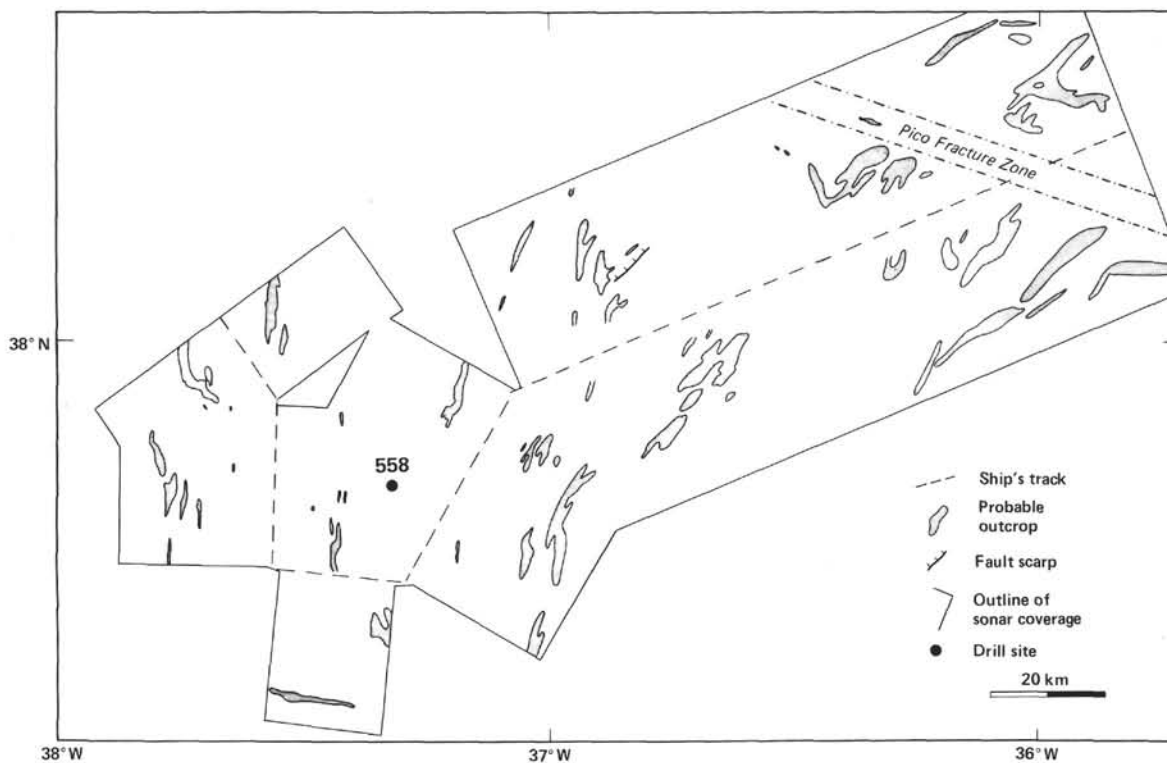 Pico Fracture Zone
38° N
558
Ship's track
Probable
outcrop
Fault scarp
Outline of
sonar coverage
Drill site
20 km
38° W
37° W
36° W